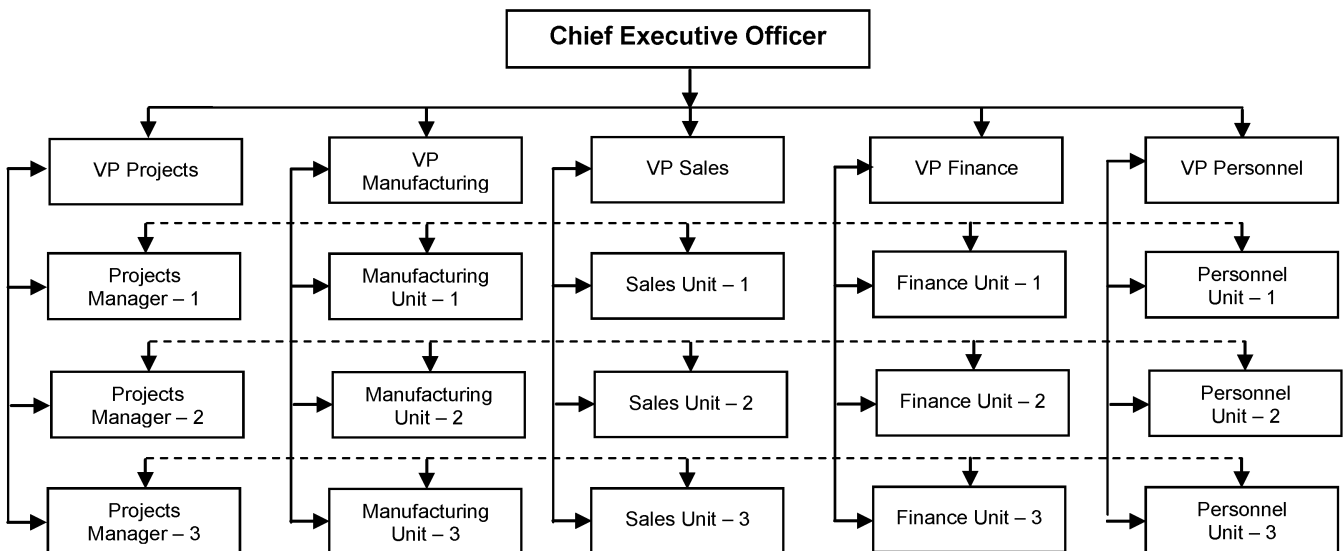 Chief Executive Officer
VP Projects
VP
Manufacturing
VP Sales
VP Finance
VP Personnel
Projects
Manager – 1
Manufacturing
Unit – 1
Sales Unit – 1
Finance Unit – 1
Personnel
Unit – 1
Projects
Manager – 2
Manufacturing
Unit – 2
Sales Unit – 2
Finance Unit – 2
Personnel
Unit – 2
Projects
Manager – 3
Manufacturing
Unit – 3
Sales Unit – 3
Finance Unit – 3
Personnel
Unit – 3